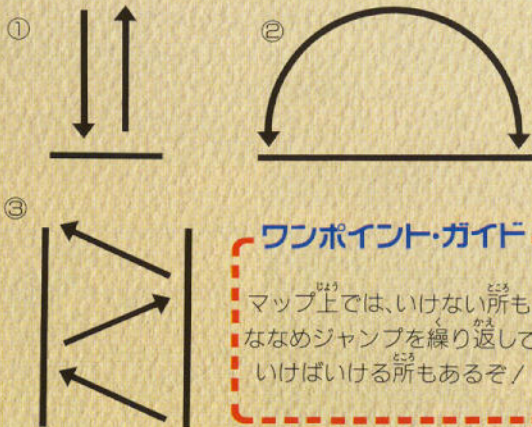 ①
②
③
ワンポイント・ガイド
マップ上では、いけない所も
ななめジャンプを繰り返して
いけばいける所もあるぞ!